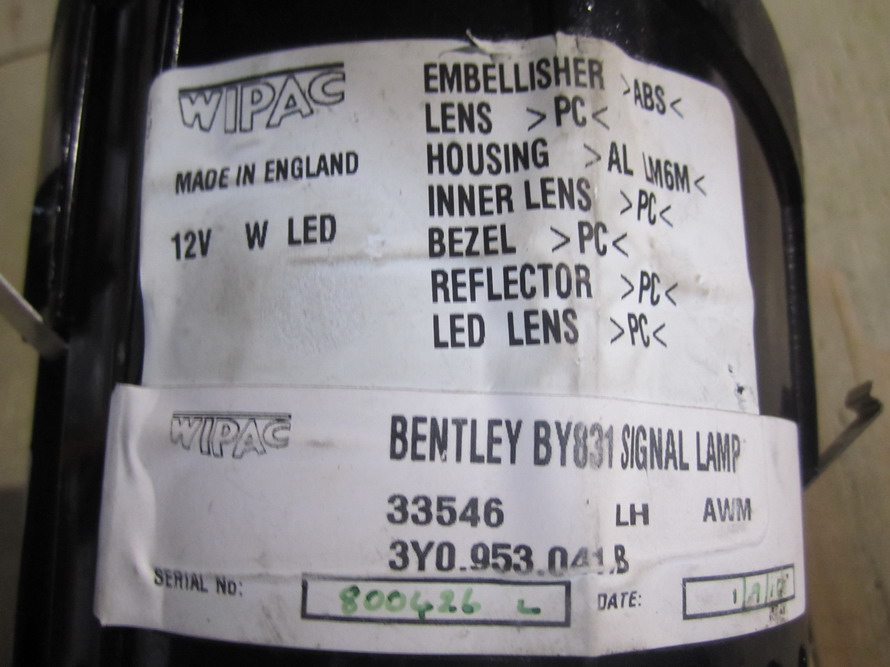 WIPAC
MADE IN ENGLAND
12V W LED
EMBELLISHER >ABS<
LENS >PC<
HOUSING >AL LM6M<
INNER LENS >PC<
BEZEL >PC<
REFLECTOR >PC<
LED LENS >PC<
WIPAC
BENTLEY BY831 SIGNAL LAMP
33546 LH AWM
3Y0.953.041.B
SERIAL No: 800426 L DATE: